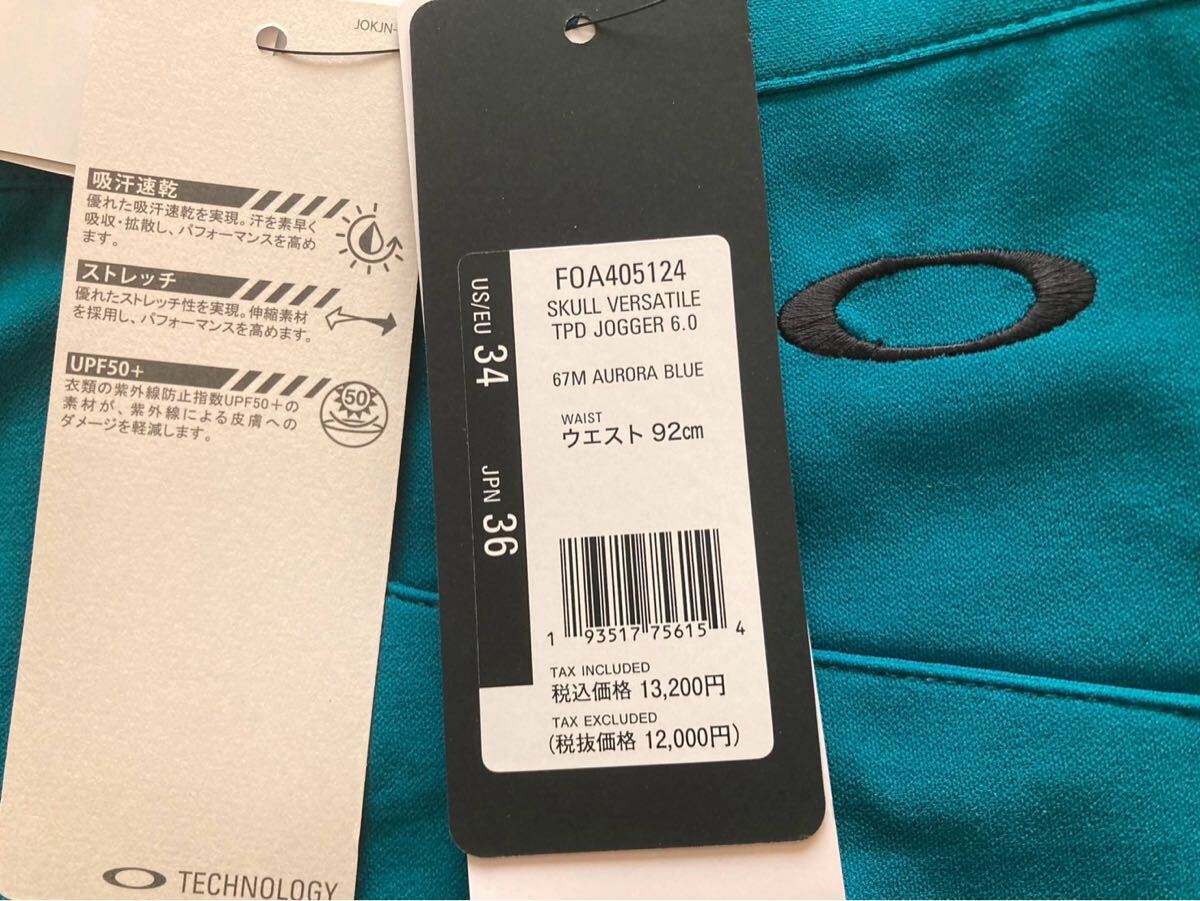 JOKJN-
吸汗速乾
優れた吸汗速乾を実現。汗を素早く
吸収・拡散し、パフォーマンスを高め
ます。
ストレッチ
優れたストレッチ性を実現。伸縮素材
を採用し、パフォーマンスを高めます。
UPF50+
衣類の紫外線防止指数UPF50+の
素材が、紫外線による皮膚への
ダメージを軽減します。
50
TECHNOLOGY
US/EU 34
JPN 36
FOA405124
SKULL VERSATILE
TPD JOGGER 6.0
67M AURORA BLUE
WAIST
ウエスト 92cm
1 93517 75615 4
TAX INCLUDED
税込価格 13,200円
TAX EXCLUDED
(税抜価格 12,000円)